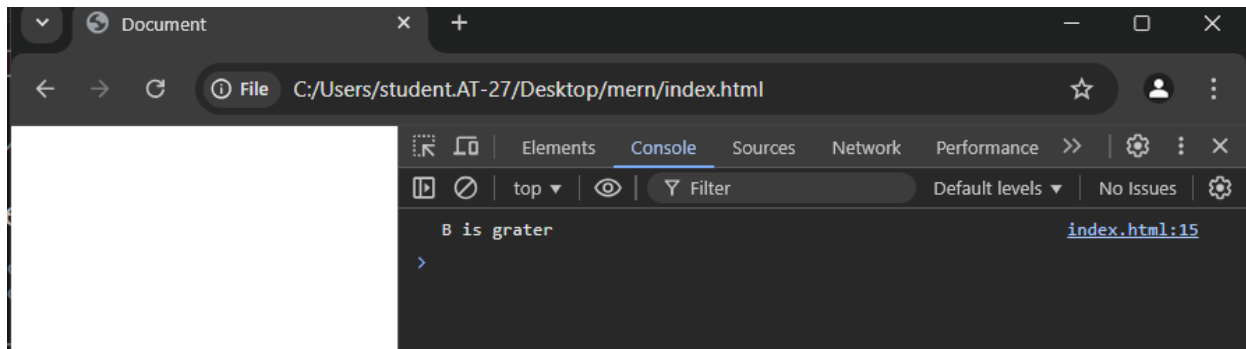 Document
File C:/Users/student.AT-27/Desktop/mern/index.html
Elements Console Sources Network Performance
top Filter Default levels No Issues
B is grater index.html:15